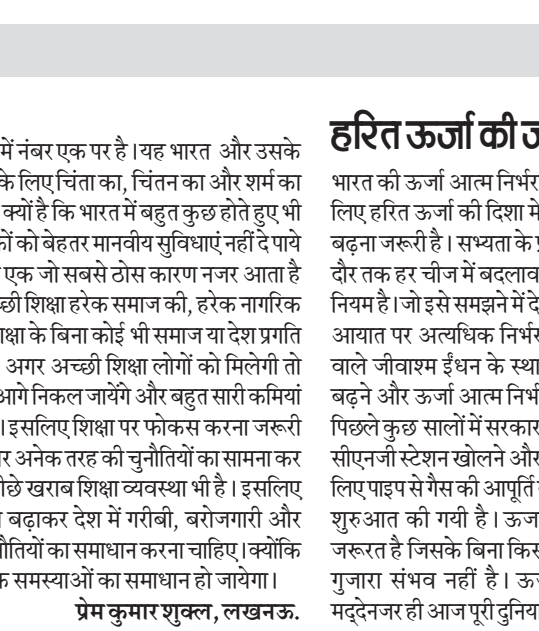 में नंबर एक पर है।यह भारत और उसके
के लिए चिंता का, चिंतन का और शर्म का
क्यों है कि भारत में बहुत कुछ होते हुए भी
को बेहतर मानवीय सुविधाएं नहीं दे पाये
एक जो सबसे ठोस कारण नजर आता है
शिक्षा हरेक समाज की, हरेक नागरिक
के बिना कोई भी समाज या देश प्रगति
अगर अच्छी शिक्षा लोगों को मिलेगी तो
आगे निकल जायेंगे और बहुत सारी कमियां
। इसलिए शिक्षा पर फोकस करना जरूरी
अनेक तरह की चुनौतियों का सामना कर
खराब शिक्षा व्यवस्था भी है। इसलिए
बढ़ाकर देश में गरीबी, बरोजगारी और
का समाधान करना चाहिए।क्योंकि
समस्याओं का समाधान हो जायेगा।
प्रेम कुमार शुक्ल, लखनऊ.
हरित ऊर्जा की
भारत की ऊर्जा आत्म निर्भर
लिए हरित ऊर्जा की दिशा में
बढ़ना जरूरी है। सभ्यता के
दौर तक हर चीज में बदलाव
नियम है।जो इसे समझने में
आयात पर अत्यधिक निर्भर
वाले जीवाश्म ईंधन के
बढ़ने और ऊर्जा आत्म
पिछले कुछ सालों में सरकार
सीएनजी स्टेशन खोलने और
लिए पाइप से गैस की आपूर्ति
शुरुआत की गयी है।
जरूरत है जिसके बिना
गुजारा संभव नहीं है।
मद्देनजर ही आज पूरी दुनिया